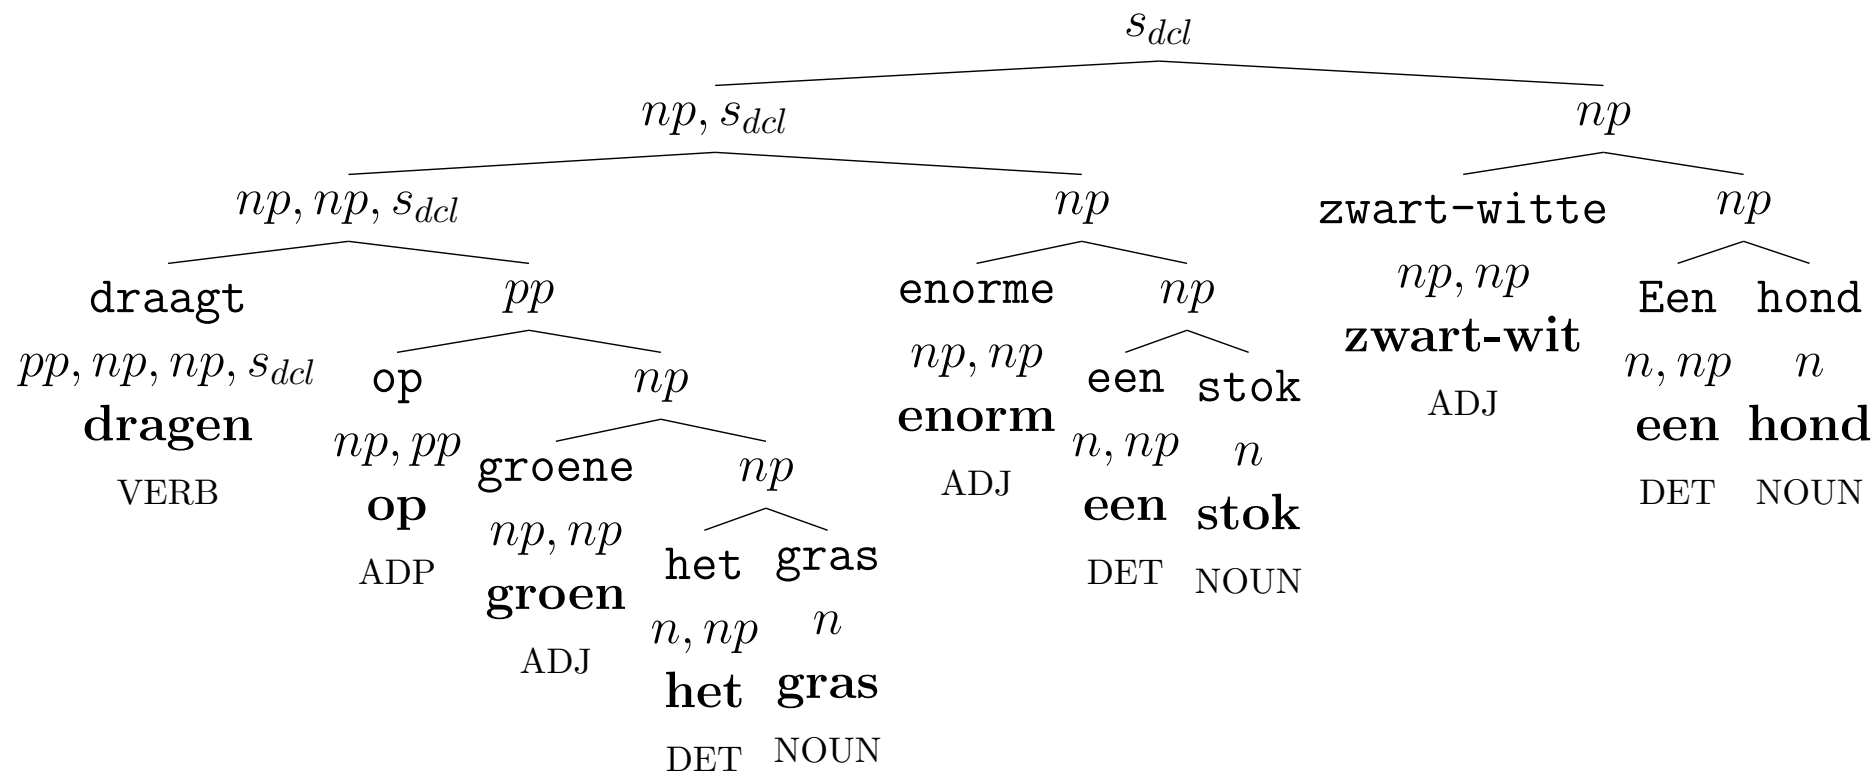 s_dcl
np, s_dcl np
np, np, s_dcl np zwart-witte np
draagt pp enorme np np, np Een hond
pp, np, np, s_dcl op np np, np een stok zwart-wit n, np n
dragen np, pp groene np enorm n, np n ADJ een hond
VERB op np, np het gras ADJ een stok DET NOUN
ADP groen n, np n DET NOUN
ADJ het gras
DET NOUN